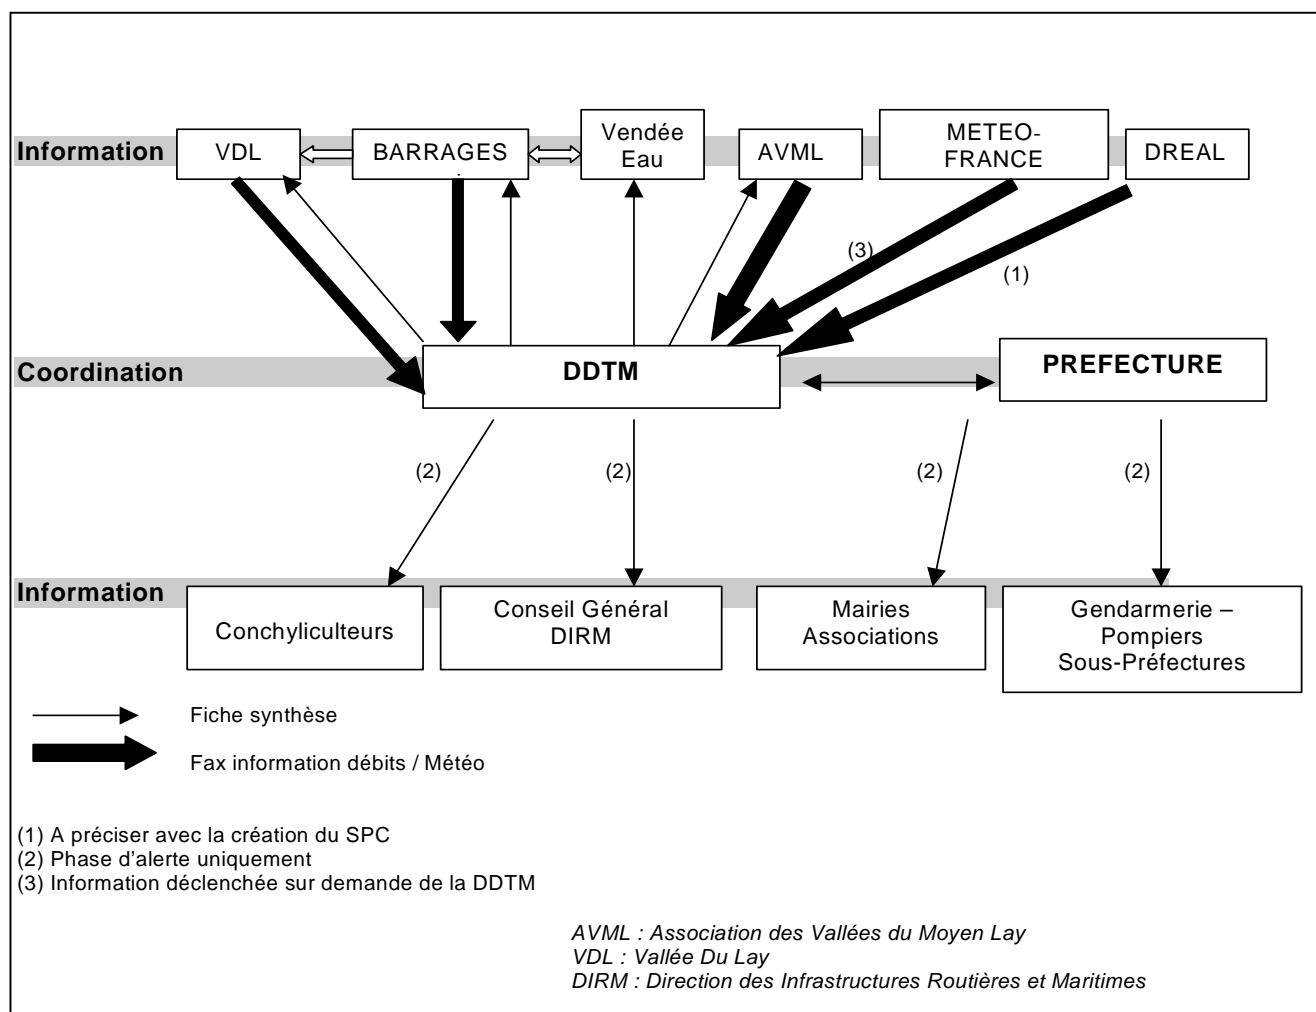 Information
VDL
BARRAGES
Vendée
Eau
AVML
METEO-
FRANCE
DREAL
(3)
(1)
Coordination
DDTM
PREFECTURE
(2)
(2)
(2)
(2)
Information
Conchyliculteurs
Conseil Général
DIRM
Mairies
Associations
Gendarmerie –
Pompiers
Sous-Préfectures
Fiche synthèse
Fax information débits / Météo
(1) A préciser avec la création du SPC
(2) Phase d'alerte uniquement
(3) Information déclenchée sur demande de la DDTM
AVML : Association des Vallées du Moyen Lay
VDL : Vallée Du Lay
DIRM : Direction des Infrastructures Routières et Maritimes